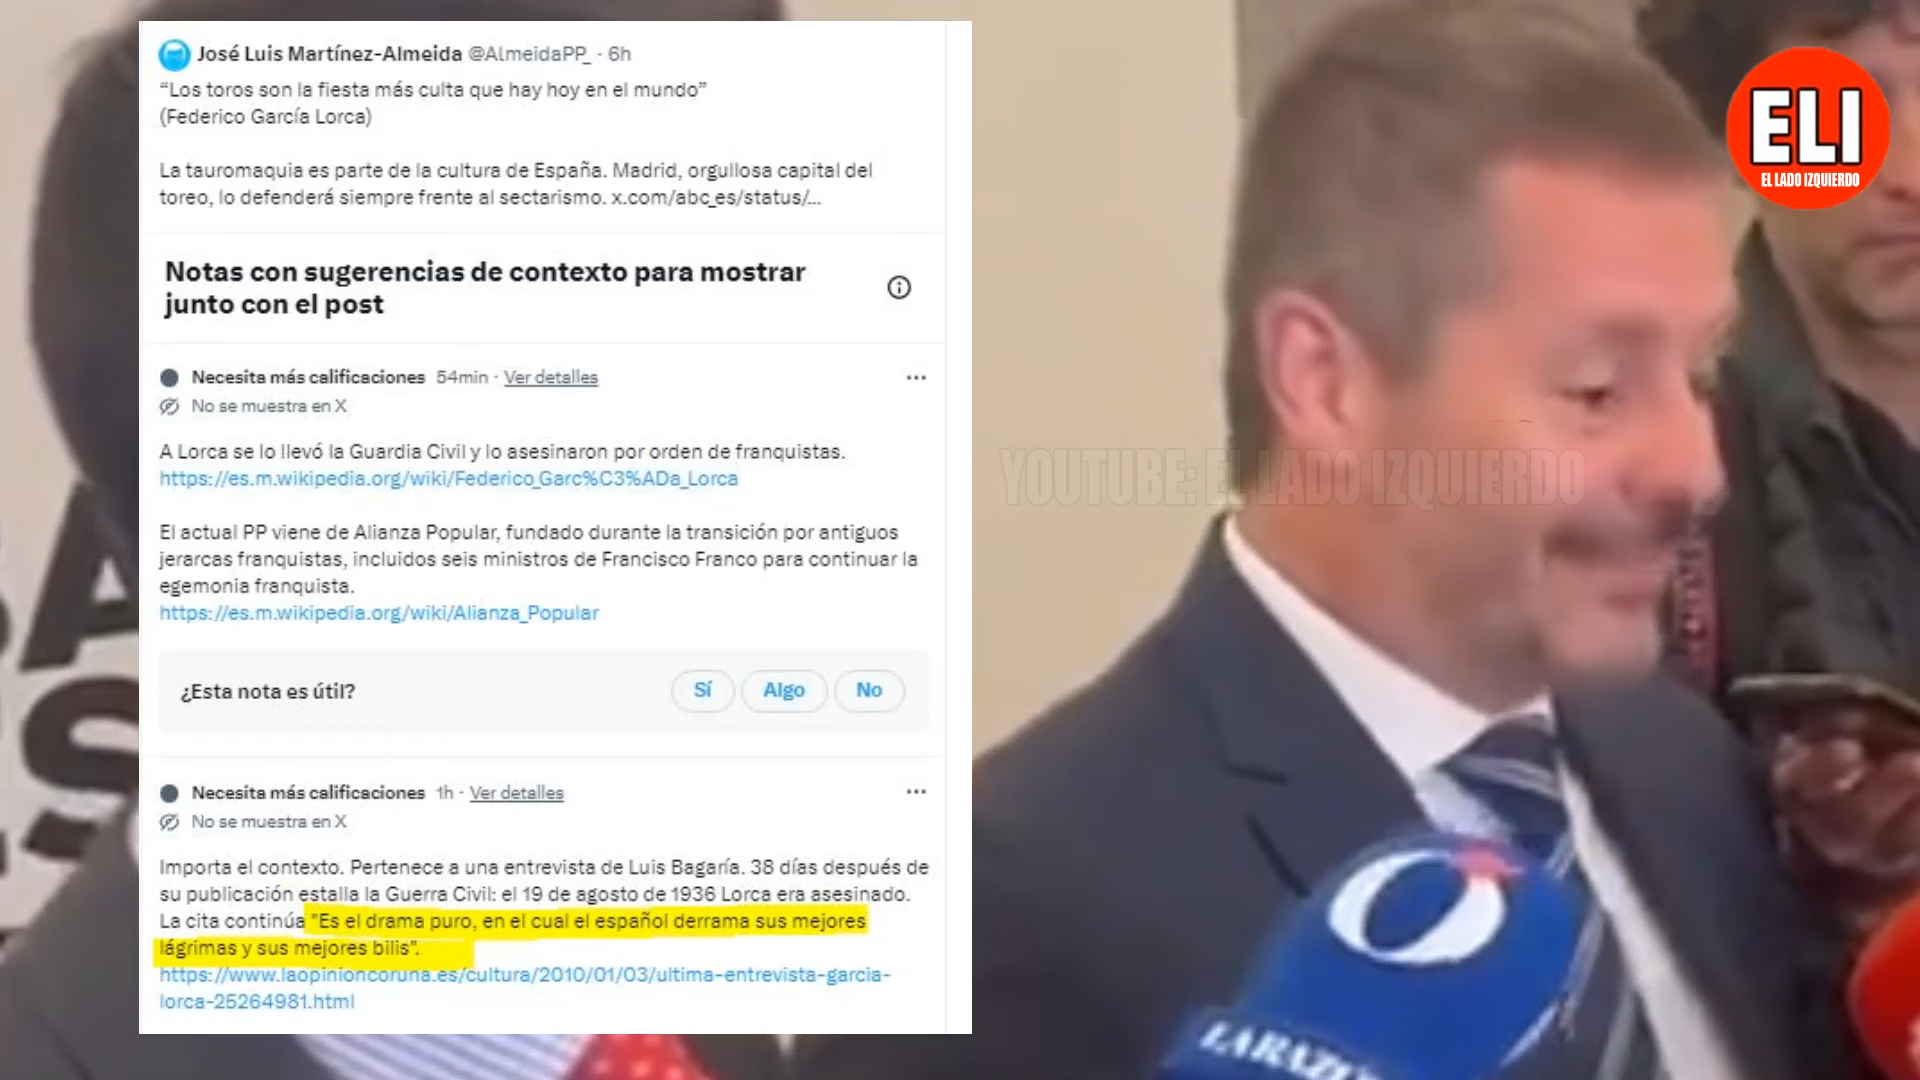 José Luis Martínez-Almeida @AlmeidaPP_ · 6h
“Los toros son la fiesta más culta que hay hoy en el mundo”
(Federico García Lorca)
La tauromaquia es parte de la cultura de España. Madrid, orgullosa capital del
toreo, lo defenderá siempre frente al sectarismo. x.com/abc_es/status/...
Notas con sugerencias de contexto para mostrar
junto con el post
Necesita más calificaciones 54min · Ver detalles
No se muestra en X
A Lorca se lo llevó la Guardia Civil y lo asesinaron por orden de franquistas.
https://es.m.wikipedia.org/wiki/Federico_Garc%C3%ADa_Lorca
El actual PP viene de Alianza Popular, fundado durante la transición por antiguos
jerarcas franquistas, incluidos seis ministros de Francisco Franco para continuar la
egemonia franquista.
https://es.m.wikipedia.org/wiki/Alianza_Popular
¿Esta nota es útil?
Sí
Algo
No
Necesita más calificaciones 1h · Ver detalles
No se muestra en X
Importa el contexto. Pertenece a una entrevista de Luis Bagaría. 38 días después de
su publicación estalla la Guerra Civil: el 19 de agosto de 1936 Lorca era asesinado.
La cita continúa "Es el drama puro, en el cual el español derrama sus mejores
lágrimas y sus mejores bilis".
https://www.laopinioncoruna.es/cultura/2010/01/03/ultima-entrevista-garcia-
lorca-25264981.html
ELI
EL LADO IZQUIERDO
YOUTUBE: EL LADO IZQUIERDO